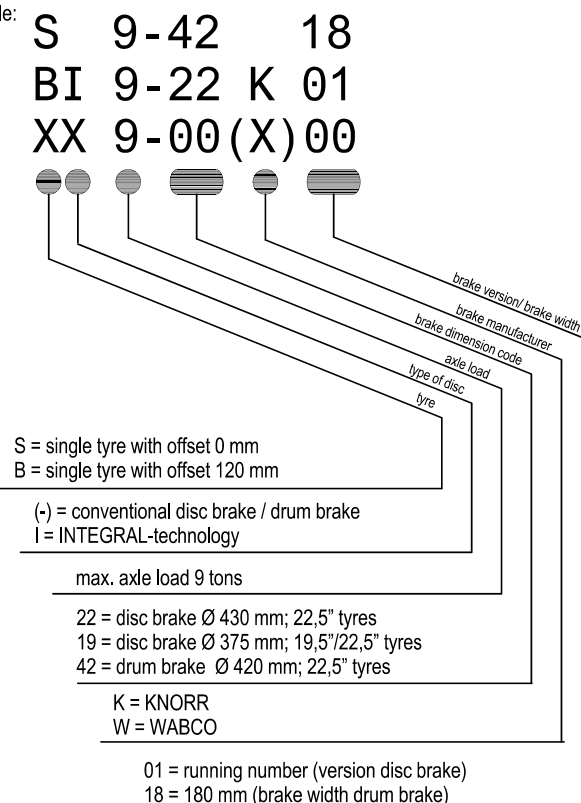 le:
S 9-42 18
BI 9-22 K 01
XX 9-00(X)00
brake version/ brake width
brake manufacturer
brake dimension code
axle load
type of disc
tyre
S = single tyre with offset 0 mm
B = single tyre with offset 120 mm
(-) = conventional disc brake / drum brake
I = INTEGRAL-technology
max. axle load 9 tons
22 = disc brake Ø 430 mm; 22,5” tyres
19 = disc brake Ø 375 mm; 19,5”/22,5” tyres
42 = drum brake Ø 420 mm; 22,5” tyres
K = KNORR
W = WABCO
01 = running number (version disc brake)
18 = 180 mm (brake width drum brake)